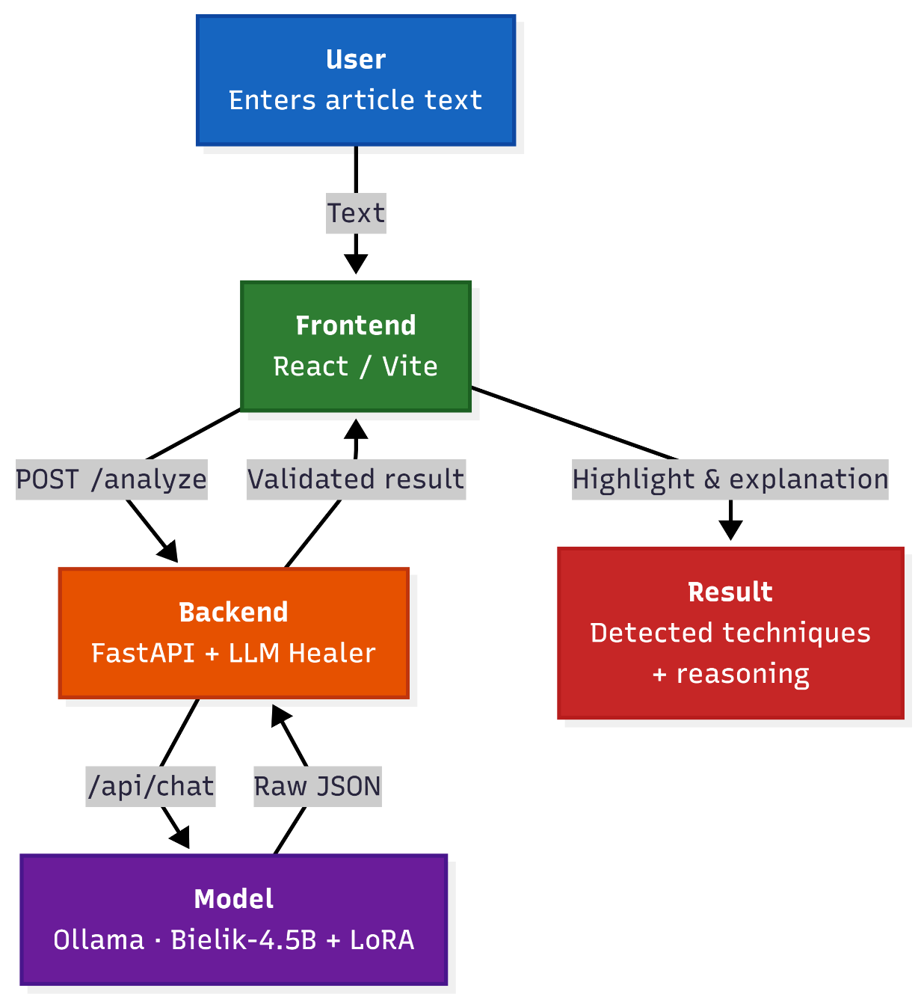 User
Enters article text
Text
Frontend
React / Vite
POST /analyze
Validated result
Highlight & explanation
Backend
FastAPI + LLM Healer
Result
Detected techniques
+ reasoning
/api/chat
Raw JSON
Model
Ollama · Bielik-4.5B + LoRA